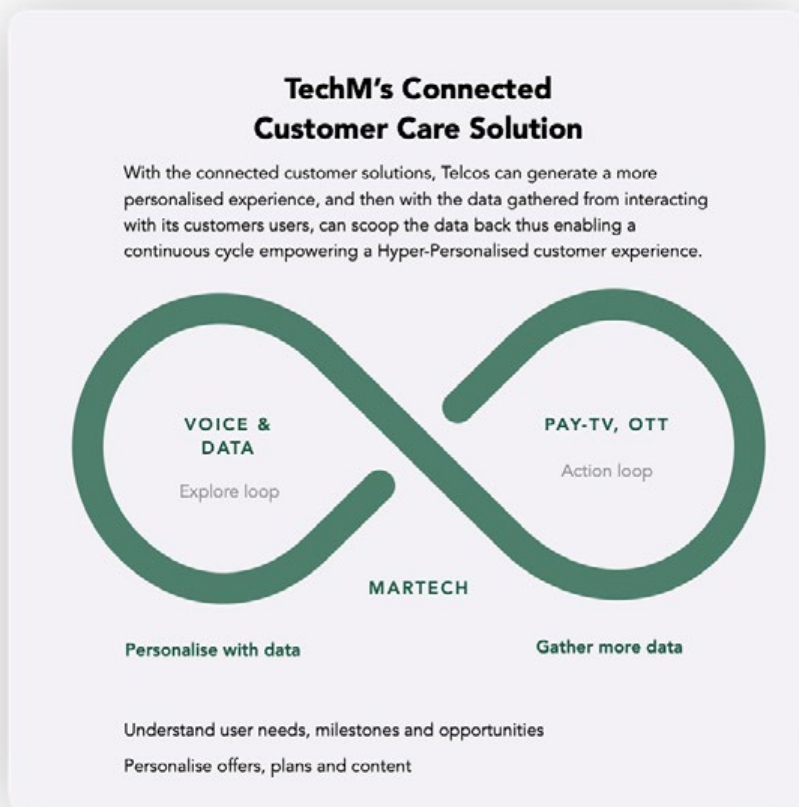 TechM's Connected
Customer Care Solution
With the connected customer solutions, Telcos can generate a more
personalised experience, and then with the data gathered from interacting
with its customers users, can scoop the data back thus enabling a
continuous cycle empowering a Hyper-Personalised customer experience.
VOICE &
DATA
Explore loop
PAY-TV, OTT
Action loop
MARTECH
Personalise with data
Gather more data
Understand user needs, milestones and opportunities
Personalise offers, plans and content